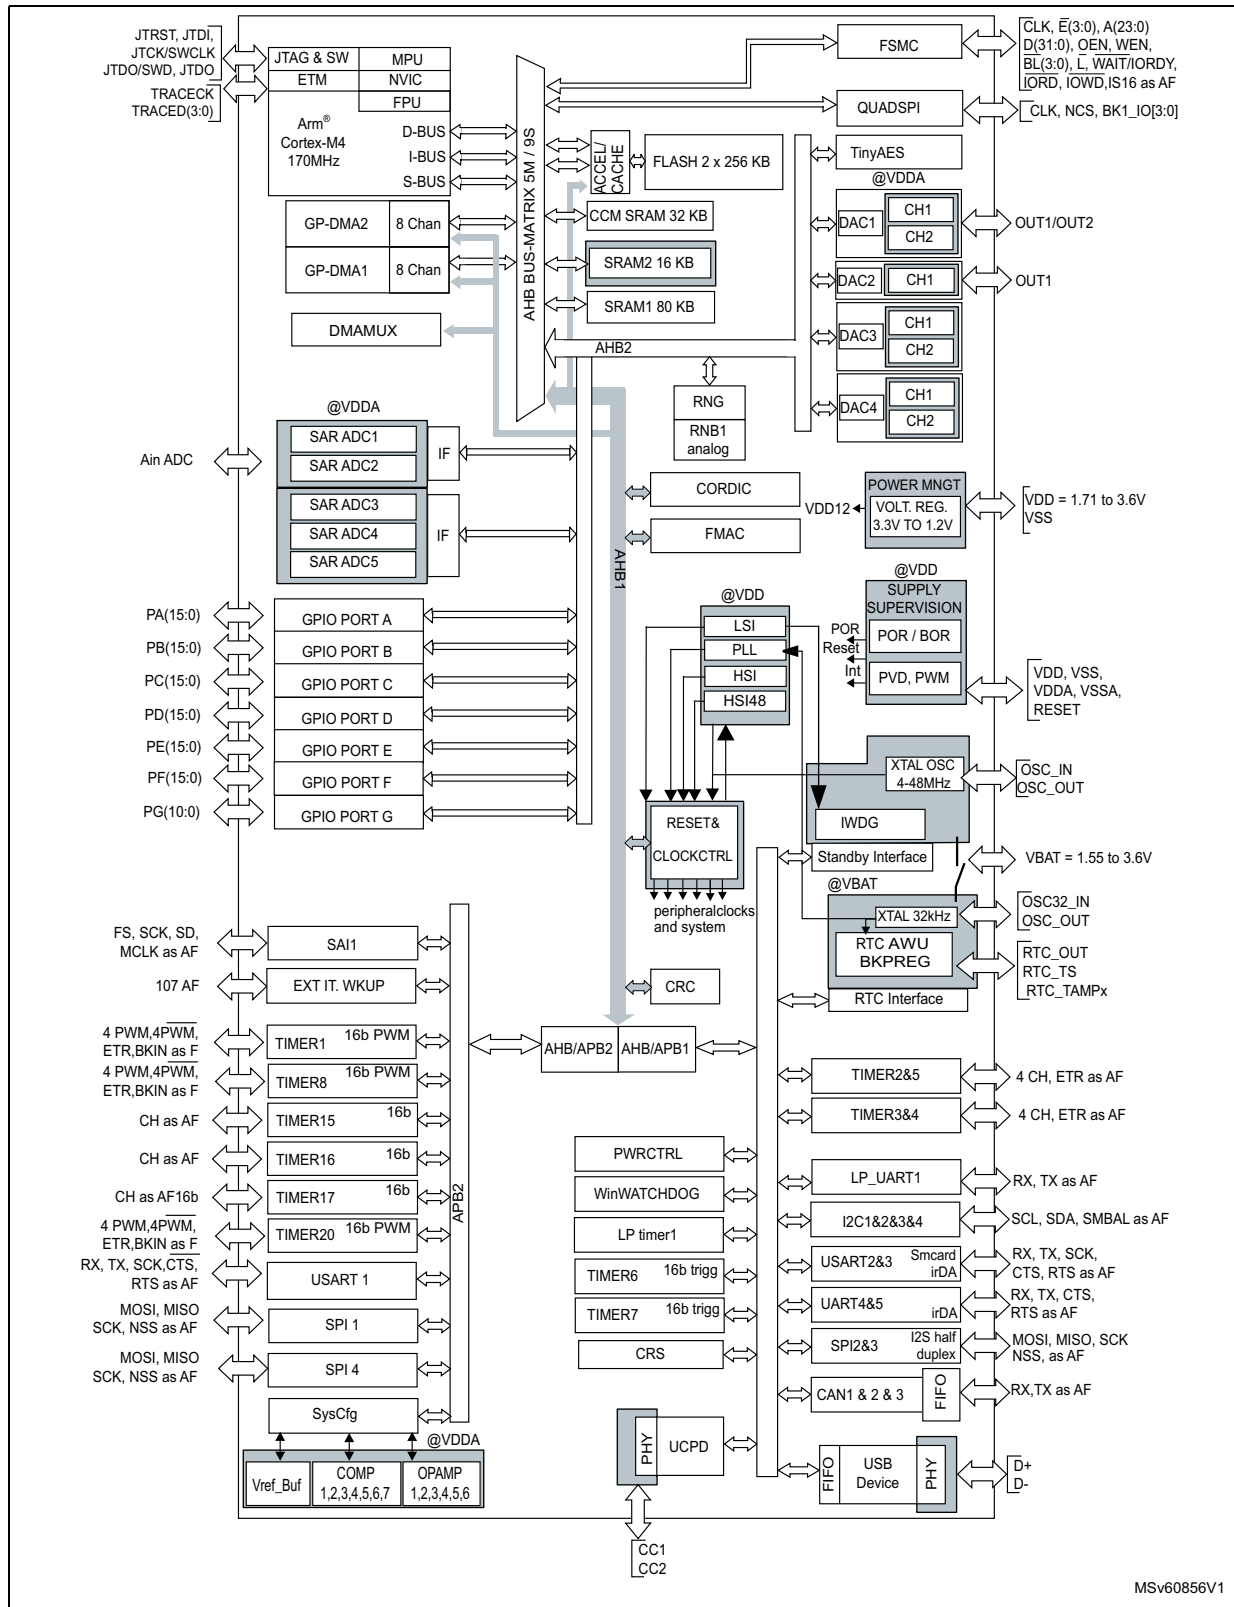 JTRST, JTDI,
JTCK/SWCLK
JTDO/SWD, JTDO
TRACECK
TRACED(3:0)
JTAG & SW
MPU
ETM
NVIC
FPU
Arm®
Cortex-M4
170MHz
D-BUS
I-BUS
S-BUS
GP-DMA2
8 Chan
GP-DMA1
8 Chan
DMAMUX
AHB BUS-MATRIX 5M / 9S
FSMC
CLK, E(3:0), A(23:0)
D(31:0), OEN, WEN,
BL(3:0), L, WAIT/IORDY,
IORD, IOWD,IS16 as AF
QUADSPI
CLK, NCS, BK1_IO[3:0]
ACCEL/
CACHE
FLASH 2 x 256 KB
CCM SRAM 32 KB
SRAM2 16 KB
SRAM1 80 KB
AHB2
RNG
RNB1
analog
TinyAES
@VDDA
DAC1
CH1
CH2
OUT1/OUT2
DAC2
CH1
OUT1
DAC3
CH1
CH2
DAC4
CH1
CH2
@VDDA
SAR ADC1
SAR ADC2
IF
Ain ADC
SAR ADC3
SAR ADC4
SAR ADC5
IF
CORDIC
FMAC
AHB1
POWER MNGT
VOLT. REG.
3.3V TO 1.2V
VDD12
VDD = 1.71 to 3.6V
VSS
@VDD
SUPPLY
SUPERVISION
POR / BOR
PVD, PWM
POR
Reset
Int
VDD, VSS,
VDDA, VSSA,
RESET
@VDD
LSI
PLL
HSI
HSI48
PA(15:0)
GPIO PORT A
PB(15:0)
GPIO PORT B
PC(15:0)
GPIO PORT C
PD(15:0)
GPIO PORT D
PE(15:0)
GPIO PORT E
PF(15:0)
GPIO PORT F
PG(10:0)
GPIO PORT G
RESET&
CLOCKCTRL
peripheralclocks
and system
XTAL OSC
4-48MHz
OSC_IN
OSC_OUT
IWDG
Standby Interface
VBAT = 1.55 to 3.6V
@VBAT
XTAL 32kHz
OSC32_IN
OSC_OUT
RTC AWU
BKPREG
RTC_OUT
RTC_TS
RTC_TAMPx
RTC Interface
CRC
AHB/APB2
AHB/APB1
FS, SCK, SD,
MCLK as AF
SAI1
107 AF
EXT IT. WKUP
4 PWM,4PWM,
ETR,BKIN as F
TIMER1
16b PWM
4 PWM,4PWM,
ETR,BKIN as F
TIMER8
16b PWM
CH as AF
TIMER15
16b
CH as AF
TIMER16
16b
CH as AF16b
TIMER17
16b
4 PWM,4PWM,
ETR,BKIN as F
TIMER20
16b PWM
RX, TX, SCK,CTS,
RTS as AF
USART 1
MOSI, MISO
SCK, NSS as AF
SPI 1
MOSI, MISO
SCK, NSS as AF
SPI 4
SysCfg
@VDDA
Vref_Buf
COMP
1,2,3,4,5,6,7
OPAMP
1,2,3,4,5,6
APB2
PWRCTRL
WinWATCHDOG
LP timer1
TIMER6
16b trigg
TIMER7
16b trigg
CRS
PHY
UCPD
CC1
CC2
TIMER2&5
4 CH, ETR as AF
TIMER3&4
4 CH, ETR as AF
LP_UART1
RX, TX as AF
I2C1&2&3&4
SCL, SDA, SMBAL as AF
USART2&3
Smcard
irDA
RX, TX, SCK,
CTS, RTS as AF
UART4&5
irDA
RX, TX, CTS,
RTS as AF
SPI2&3
I2S half
duplex
MOSI, MISO, SCK
NSS, as AF
CAN1 & 2 & 3
FIFO
RX,TX as AF
FIFO
USB
Device
PHY
D+
D-
MSv60856V1